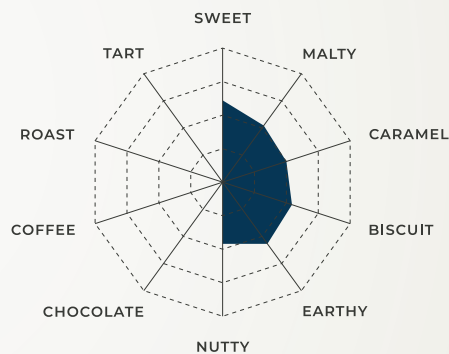 SWEET
TART
MALTY
ROAST
CARAMEL
COFFEE
BISCUIT
CHOCOLATE
EARTHY
NUTTY